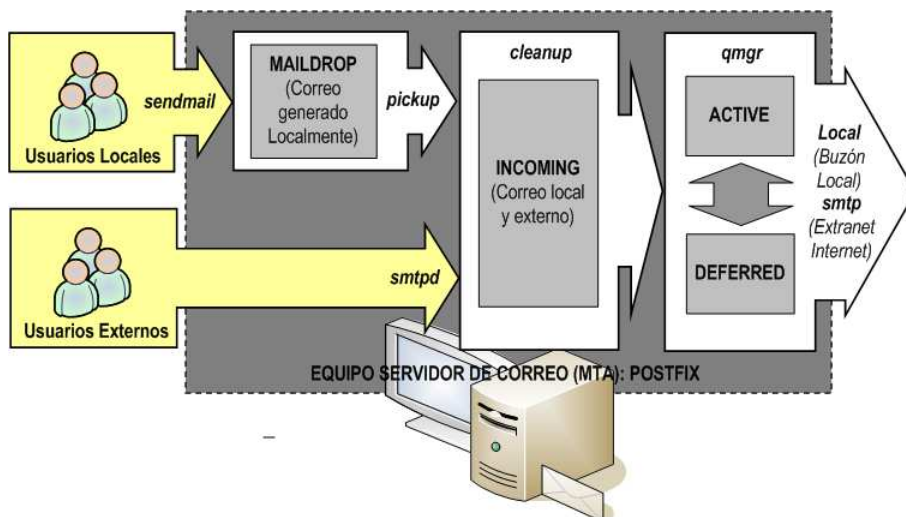 Usuarios Locales
sendmail
MAILDROP
(Correo
generado
Localmente)
pickup
cleanup
INCOMING
(Correo local
y externo)
qmgr
ACTIVE
DEFERRED
Local
(Buzón
Local)
smtp
(Extranet
Internet)
Usuarios Externos
smtpd
EQUIPO SERVIDOR DE CORREO (MTA): POSTFIX